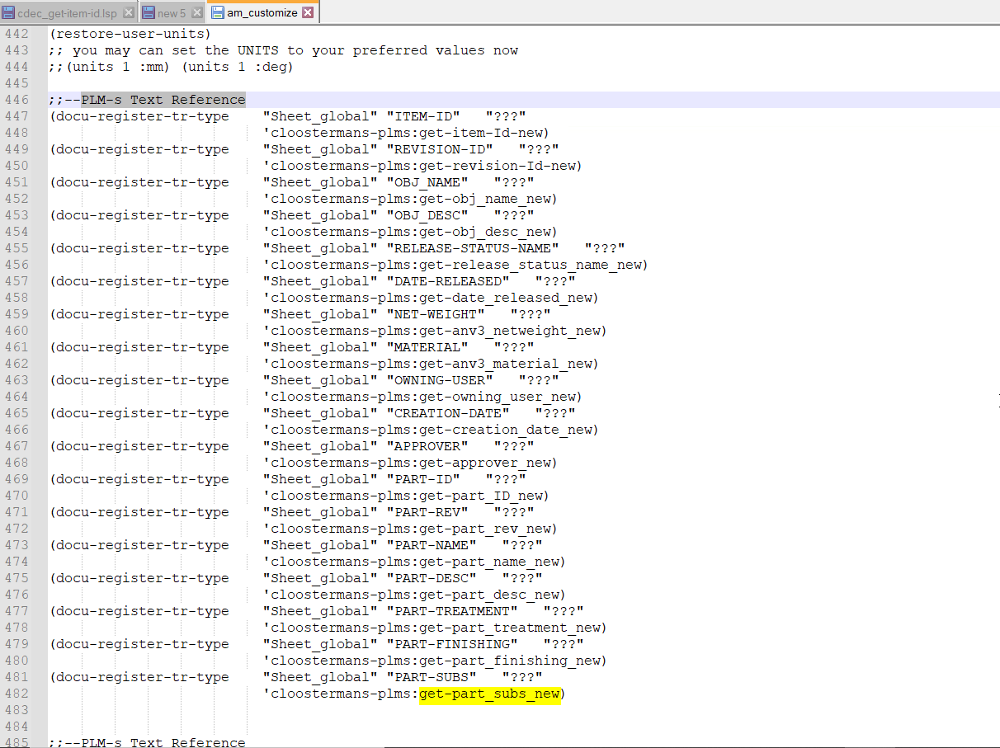 cdec_get-item-id.lsp new 5 am_customize
442 (restore-user-units)
443 ;; you may can set the UNITS to your preferred values now
444 ;;(units 1 :mm) (units 1 :deg)
445
446 ;;--PLM-s Text Reference
447 (docu-register-tr-type "Sheet_global" "ITEM-ID" "???"
448 'cloostermans-plms:get-item-Id-new)
449 (docu-register-tr-type "Sheet_global" "REVISION-ID" "???"
450 'cloostermans-plms:get-revision-Id-new)
451 (docu-register-tr-type "Sheet_global" "OBJ_NAME" "???"
452 'cloostermans-plms:get-obj_name_new)
453 (docu-register-tr-type "Sheet_global" "OBJ_DESC" "???"
454 'cloostermans-plms:get-obj_desc_new)
455 (docu-register-tr-type "Sheet_global" "RELEASE-STATUS-NAME" "???"
456 'cloostermans-plms:get-release_status_name_new)
457 (docu-register-tr-type "Sheet_global" "DATE-RELEASED" "???"
458 'cloostermans-plms:get-date_released_new)
459 (docu-register-tr-type "Sheet_global" "NET-WEIGHT" "???"
460 'cloostermans-plms:get-anv3_netweight_new)
461 (docu-register-tr-type "Sheet_global" "MATERIAL" "???"
462 'cloostermans-plms:get-anv3_material_new)
463 (docu-register-tr-type "Sheet_global" "OWNING-USER" "???"
464 'cloostermans-plms:get-owning_user_new)
465 (docu-register-tr-type "Sheet_global" "CREATION-DATE" "???"
466 'cloostermans-plms:get-creation_date_new)
467 (docu-register-tr-type "Sheet_global" "APPROVER" "???"
468 'cloostermans-plms:get-approver_new)
469 (docu-register-tr-type "Sheet_global" "PART-ID" "???"
470 'cloostermans-plms:get-part_ID_new)
471 (docu-register-tr-type "Sheet_global" "PART-REV" "???"
472 'cloostermans-plms:get-part_rev_new)
473 (docu-register-tr-type "Sheet_global" "PART-NAME" "???"
474 'cloostermans-plms:get-part_name_new)
475 (docu-register-tr-type "Sheet_global" "PART-DESC" "???"
476 'cloostermans-plms:get-part_desc_new)
477 (docu-register-tr-type "Sheet_global" "PART-TREATMENT" "???"
478 'cloostermans-plms:get-part_treatment_new)
479 (docu-register-tr-type "Sheet_global" "PART-FINISHING" "???"
480 'cloostermans-plms:get-part_finishing_new)
481 (docu-register-tr-type "Sheet_global" "PART-SUBS" "???"
482 'cloostermans-plms:get-part_subs_new)
483
484
485 ;;--PLM-s Text Reference